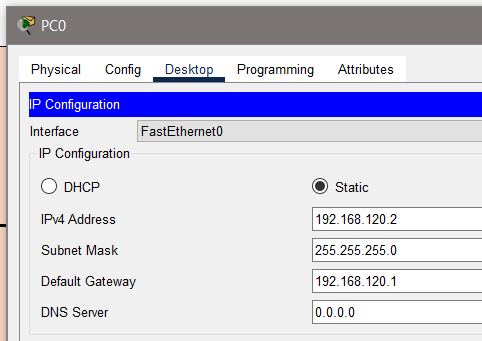 PC0
Physical Config Desktop Programming Attributes
IP Configuration
Interface FastEthernet0
IP Configuration
DHCP Static
IPv4 Address 192.168.120.2
Subnet Mask 255.255.255.0
Default Gateway 192.168.120.1
DNS Server 0.0.0.0